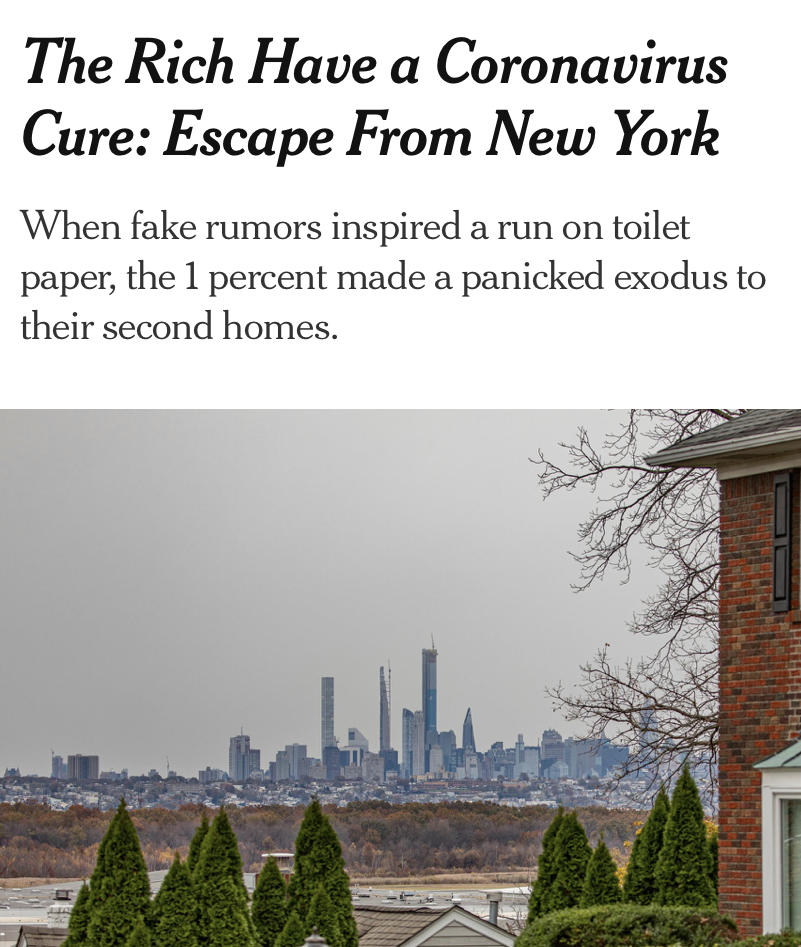 The Rich Have a Coronavirus
Cure: Escape From New York
When fake rumors inspired a run on toilet
paper, the 1 percent made a panicked exodus to
their second homes.